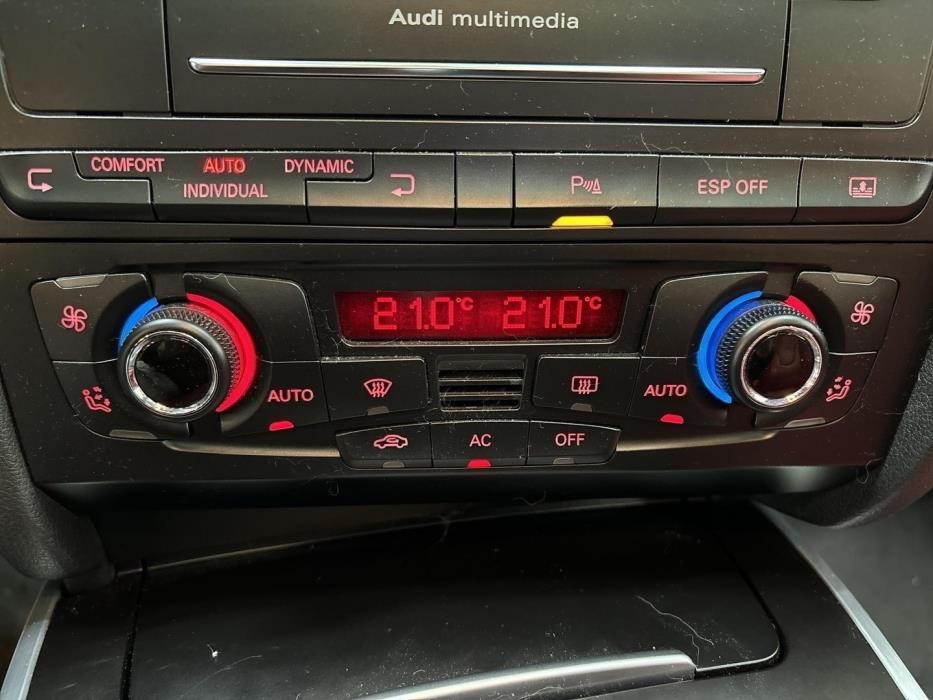 Audi multimedia
COMFORT AUTO DYNAMIC
INDIVIDUAL
P ESP OFF
21.0°C 21.0°C
AUTO AUTO
AC OFF